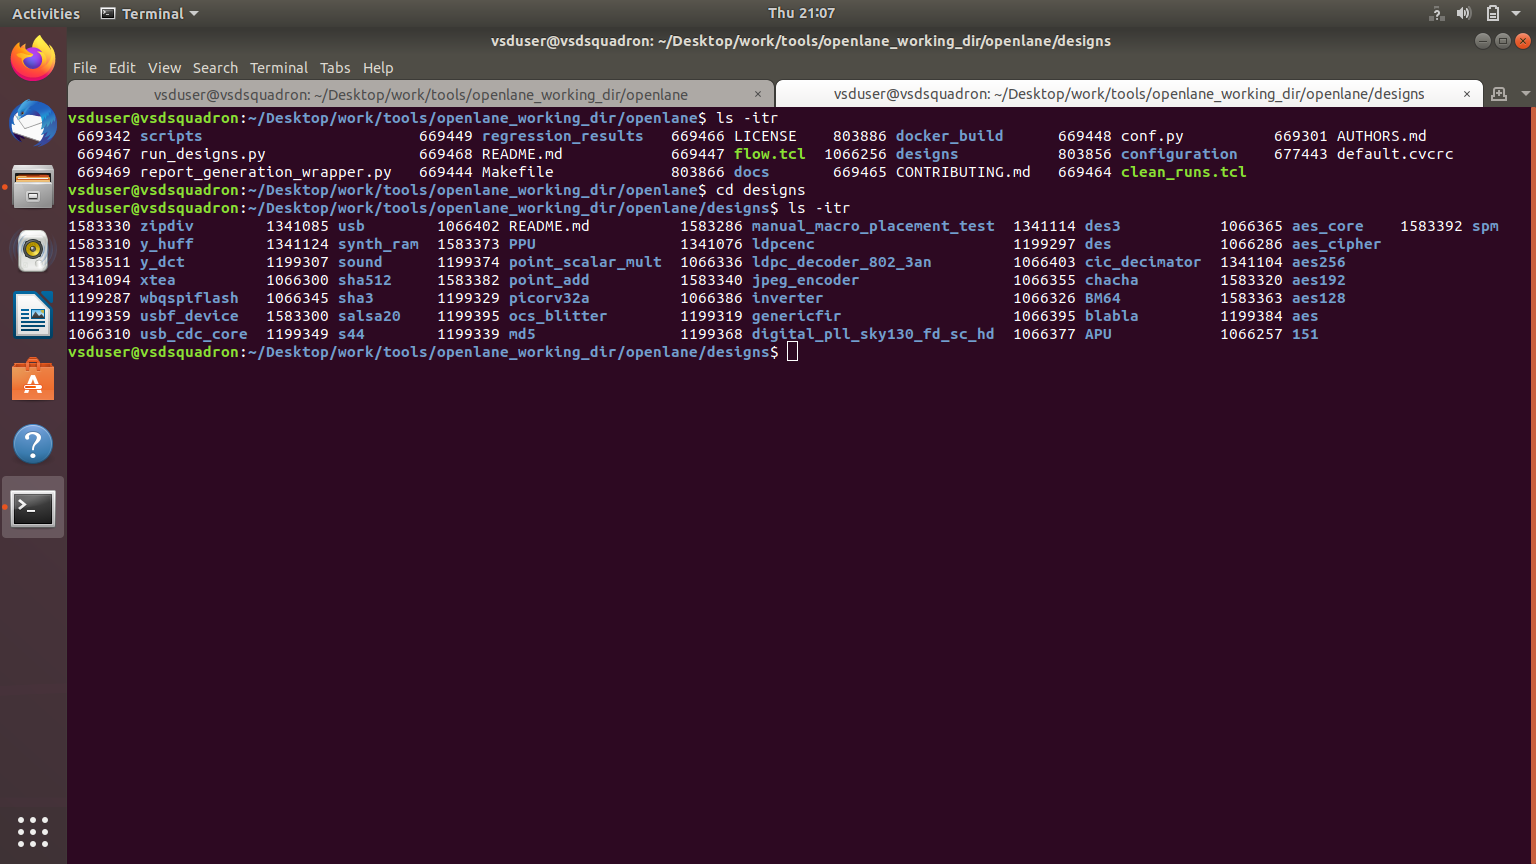 Activities Terminal Thu 21:07
vsduser@vsdsquadron: ~/Desktop/work/tools/openlane_working_dir/openlane/designs
File Edit View Search Terminal Tabs Help
vsduser@vsdsquadron: ~/Desktop/work/tools/openlane_working_dir/openlane × vsduser@vsdsquadron: ~/Desktop/work/tools/openlane_working_dir/openlane/designs ×
vsduser@vsdsquadron:~/Desktop/work/tools/openlane_working_dir/openlane$ ls -itr
669342 scripts 669449 regression_results 669466 LICENSE 803886 docker_build 669448 conf.py 669301 AUTHORS.md
669467 run_designs.py 669468 README.md 669447 flow.tcl 1066256 designs 803856 configuration 677443 default.cvcrc
669469 report_generation_wrapper.py 669444 Makefile 803866 docs 669465 CONTRIBUTING.md 669464 clean_runs.tcl
vsduser@vsdsquadron:~/Desktop/work/tools/openlane_working_dir/openlane$ cd designs
vsduser@vsdsquadron:~/Desktop/work/tools/openlane_working_dir/openlane/designs$ ls -itr
1583330 zipdiv 1341085 usb 1066402 README.md 1583286 manual_macro_placement_test 1341114 des3 1066365 aes_core 1583392 spm
1583310 y_huff 1341124 synth_ram 1583373 PPU 1341076 ldpcenc 1199297 des 1066286 aes_cipher
1583511 y_dct 1199307 sound 1199374 point_scalar_mult 1066336 ldpc_decoder_802_3an 1066403 cic_decimator 1341104 aes256
1341094 xtea 1066300 sha512 1583382 point_add 1583340 jpeg_encoder 1066355 chacha 1583320 aes192
1199287 wbqspiflash 1066345 sha3 1199329 picorv32a 1066386 inverter 1066326 BM64 1583363 aes128
1199359 usbf_device 1583300 salsa20 1199395 ocs_blitter 1199319 genericfir 1066395 blabla 1199384 aes
1066310 usb_cdc_core 1199349 s44 1199339 md5 1199368 digital_pll_sky130_fd_sc_hd 1066377 APU 1066257 151
vsduser@vsdsquadron:~/Desktop/work/tools/openlane_working_dir/openlane/designs$